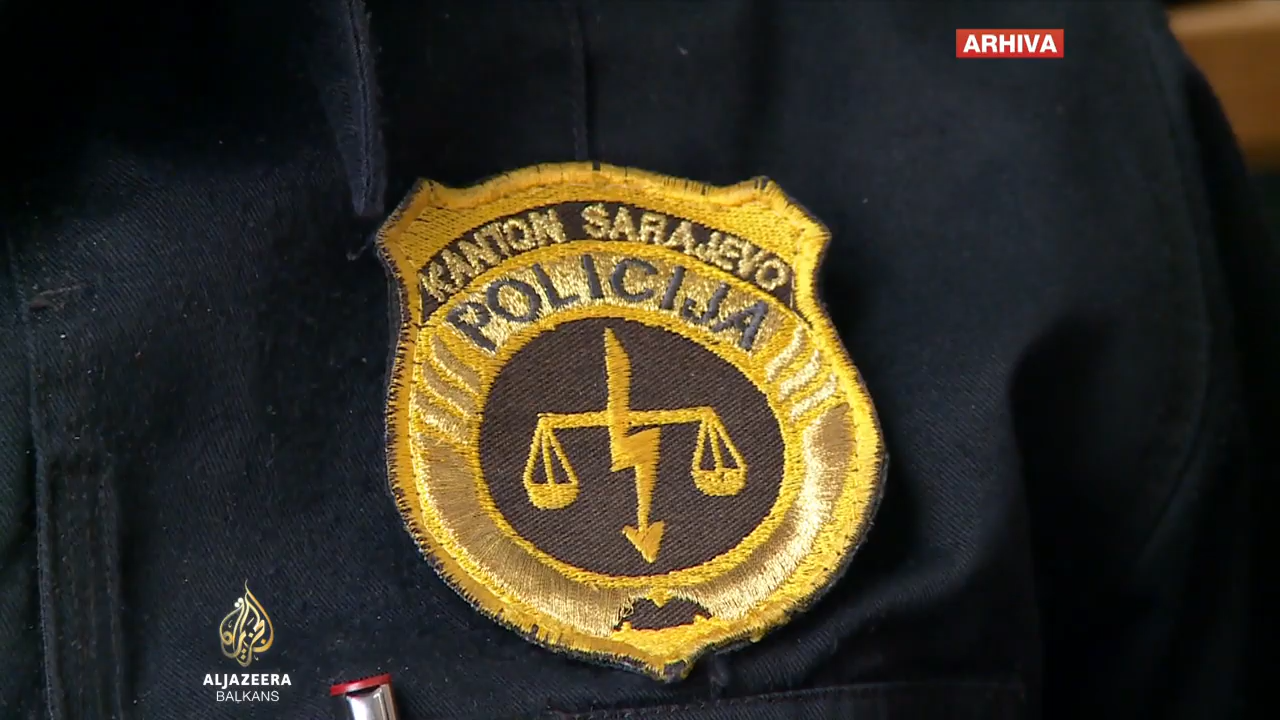 ARHIVA
KANTON SARAJEVO
POLICIJA
ALJAZEERA
BALKANS